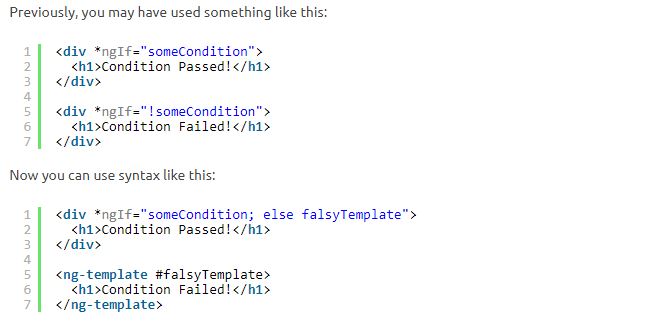 Previously, you may have used something like this:
1 <div *ngIf="someCondition">
2   <h1>Condition Passed!</h1>
3 </div>
4
5 <div *ngIf="!someCondition">
6   <h1>Condition Failed!</h1>
7 </div>
Now you can use syntax like this:
1 <div *ngIf="someCondition; else falsyTemplate">
2   <h1>Condition Passed!</h1>
3 </div>
4
5 <ng-template #falsyTemplate>
6   <h1>Condition Failed!</h1>
7 </ng-template>